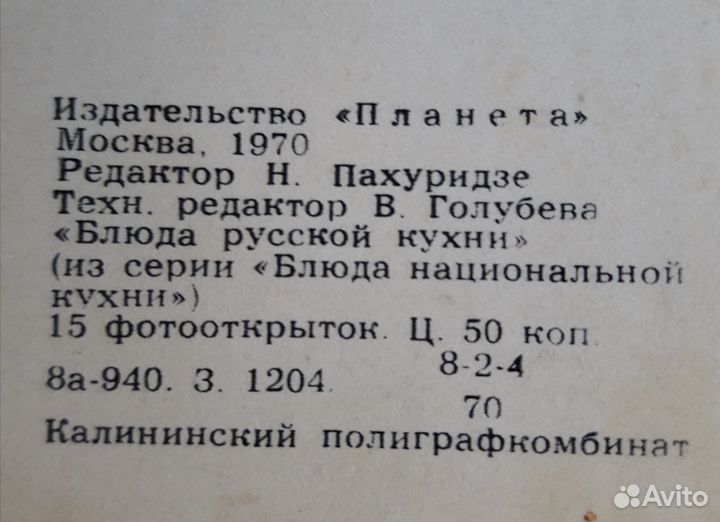 Издательство «Планета»
Москва, 1970
Редактор Н. Пахуридзе
Техн. редактор В. Голубева
«Блюда русской кухни»
(из серии «Блюда национальной
кухни»)
15 фотооткрыток. Ц. 50 коп.
8-2-4
8а-940. З. 1204.
70
Калининский полиграфкомбинат
Avito